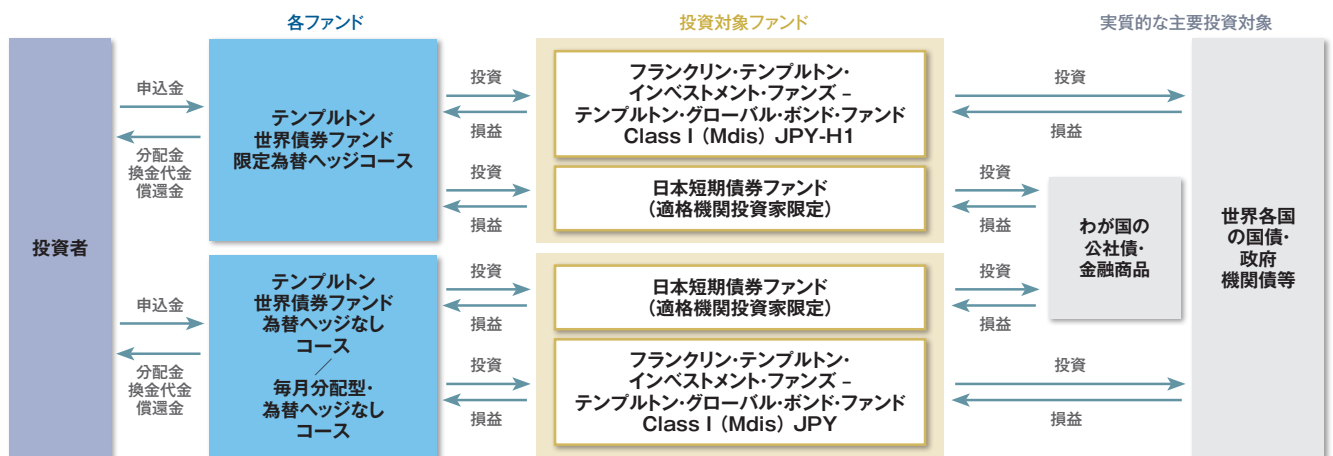 各ファンド
投資対象ファンド
実質的な主要投資対象
投資者
申込金
分配金
換金代金
償還金
テンプルトン
世界債券ファンド
限定為替ヘッジコース
投資
損益
フランクリン・テンプルトン・
インベストメント・ファンズ –
テンプルトン・グローバル・ボンド・ファンド
Class I (Mdis) JPY-H1
投資
損益
投資
損益
日本短期債券ファンド
(適格機関投資家限定)
投資
損益
わが国の
公社債・
金融商品
世界各国
の国債・
政府
機関債等
申込金
分配金
換金代金
償還金
テンプルトン
世界債券ファンド
為替ヘッジなし
コース
／
毎月分配型・
為替ヘッジなし
コース
投資
損益
日本短期債券ファンド
(適格機関投資家限定)
投資
損益
投資
損益
フランクリン・テンプルトン・
インベストメント・ファンズ –
テンプルトン・グローバル・ボンド・ファンド
Class I (Mdis) JPY
投資
損益